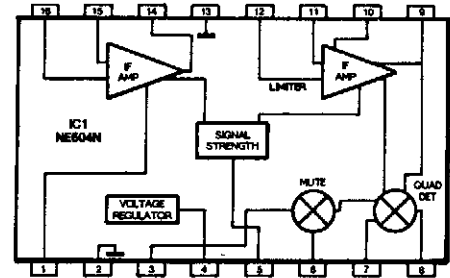 16 15 14 13 12 11 10 9
IF
AMP
IF
AMP
LIMITER
IC1
NE604N
SIGNAL
STRENGTH
MUTE
QUAD
DET
VOLTAGE
REGULATOR
1 2 3 4 5 6 7 8